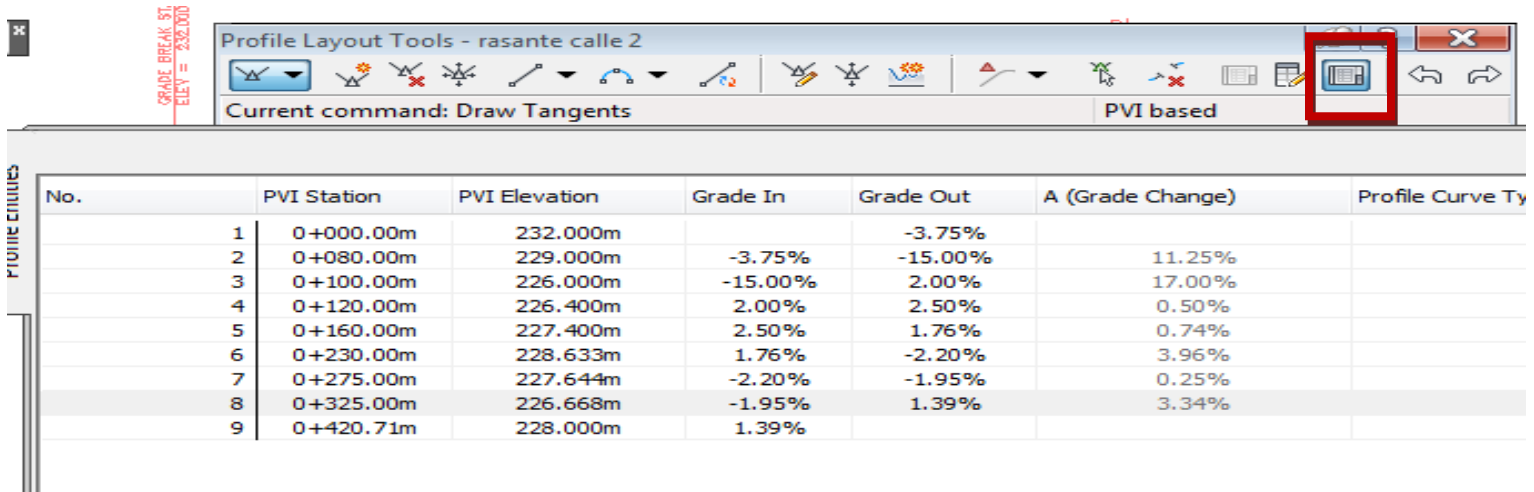 GRADE BREAK ST.
ELEV = 232.000
Profile Layout Tools - rasante calle 2
Current command: Draw Tangents PVI based
Profile Entities
No. PVI Station PVI Elevation Grade In Grade Out A (Grade Change) Profile Curve Ty
1 0+000.00m 232.000m -3.75%
2 0+080.00m 229.000m -3.75% -15.00% 11.25%
3 0+100.00m 226.000m -15.00% 2.00% 17.00%
4 0+120.00m 226.400m 2.00% 2.50% 0.50%
5 0+160.00m 227.400m 2.50% 1.76% 0.74%
6 0+230.00m 228.633m 1.76% -2.20% 3.96%
7 0+275.00m 227.644m -2.20% -1.95% 0.25%
8 0+325.00m 226.668m -1.95% 1.39% 3.34%
9 0+420.71m 228.000m 1.39%